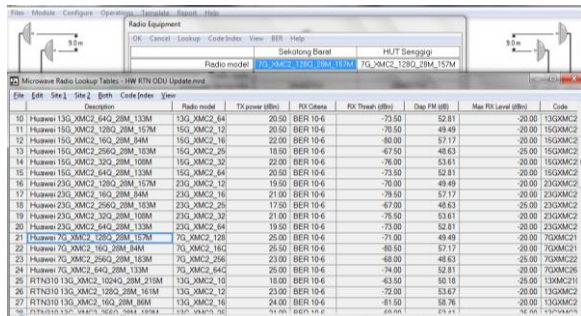 Files Module Configure Operations Template Report Help
Radio Equipment
OK Cancel Lookup Code Index View BER Help
9.0m
9.0m
Sekotong Barat HUT Senggigi
Radio model 7G_XMC2_128Q_28M_157M 7G_XMC2_128Q_28M_157M
Microwave Radio Lookup Tables - HW RTN ODU Update.mrd
File Edit Site 1 Site 2 Both Code Index View
Description Radio model TX power (dBm) RX Criteria RX Thresh (dBm) Disp FM (dB) Max RX Level (dBm) Code
10 Huawei 13G_XMC2_64Q_28M_133M 13G_XMC2_64 20.50 BER 10-6 -73.50 52.81 -20.00 13GXMC2
11 Huawei 15G_XMC2_128Q_28M_157M 15G_XMC2_12 20.50 BER 10-6 -70.50 49.49 -20.00 15GXMC2
12 Huawei 15G_XMC2_16Q_28M_84M 15G_XMC2_16 22.00 BER 10-6 -80.00 57.17 -20.00 15GXMC2
13 Huawei 15G_XMC2_256Q_28M_183M 15G_XMC2_25 18.50 BER 10-6 -67.50 48.63 -25.00 15GXMC2
14 Huawei 15G_XMC2_32Q_28M_108M 15G_XMC2_32 22.00 BER 10-6 -76.00 53.61 -20.00 15GXMC2
15 Huawei 15G_XMC2_64Q_28M_133M 15G_XMC2_64 20.50 BER 10-6 -73.50 52.81 -20.00 15GXMC2
16 Huawei 23G_XMC2_128Q_28M_157M 23G_XMC2_12 19.50 BER 10-6 -70.00 49.49 -20.00 23GXMC2
17 Huawei 23G_XMC2_16Q_28M_84M 23G_XMC2_16 21.00 BER 10-6 -79.50 57.17 -20.00 23GXMC2
18 Huawei 23G_XMC2_256Q_28M_183M 23G_XMC2_25 17.50 BER 10-6 -67.00 48.63 -25.00 23GXMC2
19 Huawei 23G_XMC2_32Q_28M_108M 23G_XMC2_32 21.00 BER 10-6 -75.50 53.61 -20.00 23GXMC2
20 Huawei 23G_XMC2_64Q_28M_133M 23G_XMC2_64 19.50 BER 10-6 -73.00 52.81 -20.00 23GXMC2
21 Huawei 7G_XMC2_128Q_28M_157M 7G_XMC2_128 25.00 BER 10-6 -71.00 49.49 -20.00 7GXMC21
22 Huawei 7G_XMC2_16Q_28M_84M 7G_XMC2_16Q 25.50 BER 10-6 -80.50 57.17 -20.00 7GXMC21
23 Huawei 7G_XMC2_256Q_28M_183M 7G_XMC2_256 23.00 BER 10-6 -68.00 48.63 -25.00 7GXMC25
24 Huawei 7G_XMC2_64Q_28M_133M 7G_XMC2_64Q 25.00 BER 10-6 -74.00 52.81 -20.00 7GXMC26
25 RTN310 13G_XMC2_1024Q_28M_215M 13G_XMC2_10 18.00 BER 10-6 -63.50 50.18 -25.00 13XMC210
26 RTN310 13G_XMC2_128Q_28M_161M 13G_XMC2_12 23.00 BER 10-6 -72.00 53.67 -20.00 13GXMC2
27 RTN310 13G_XMC2_16Q_28M_86M 13G_XMC2_16 24.00 BER 10-6 -81.50 58.76 -20.00 13GXMC2